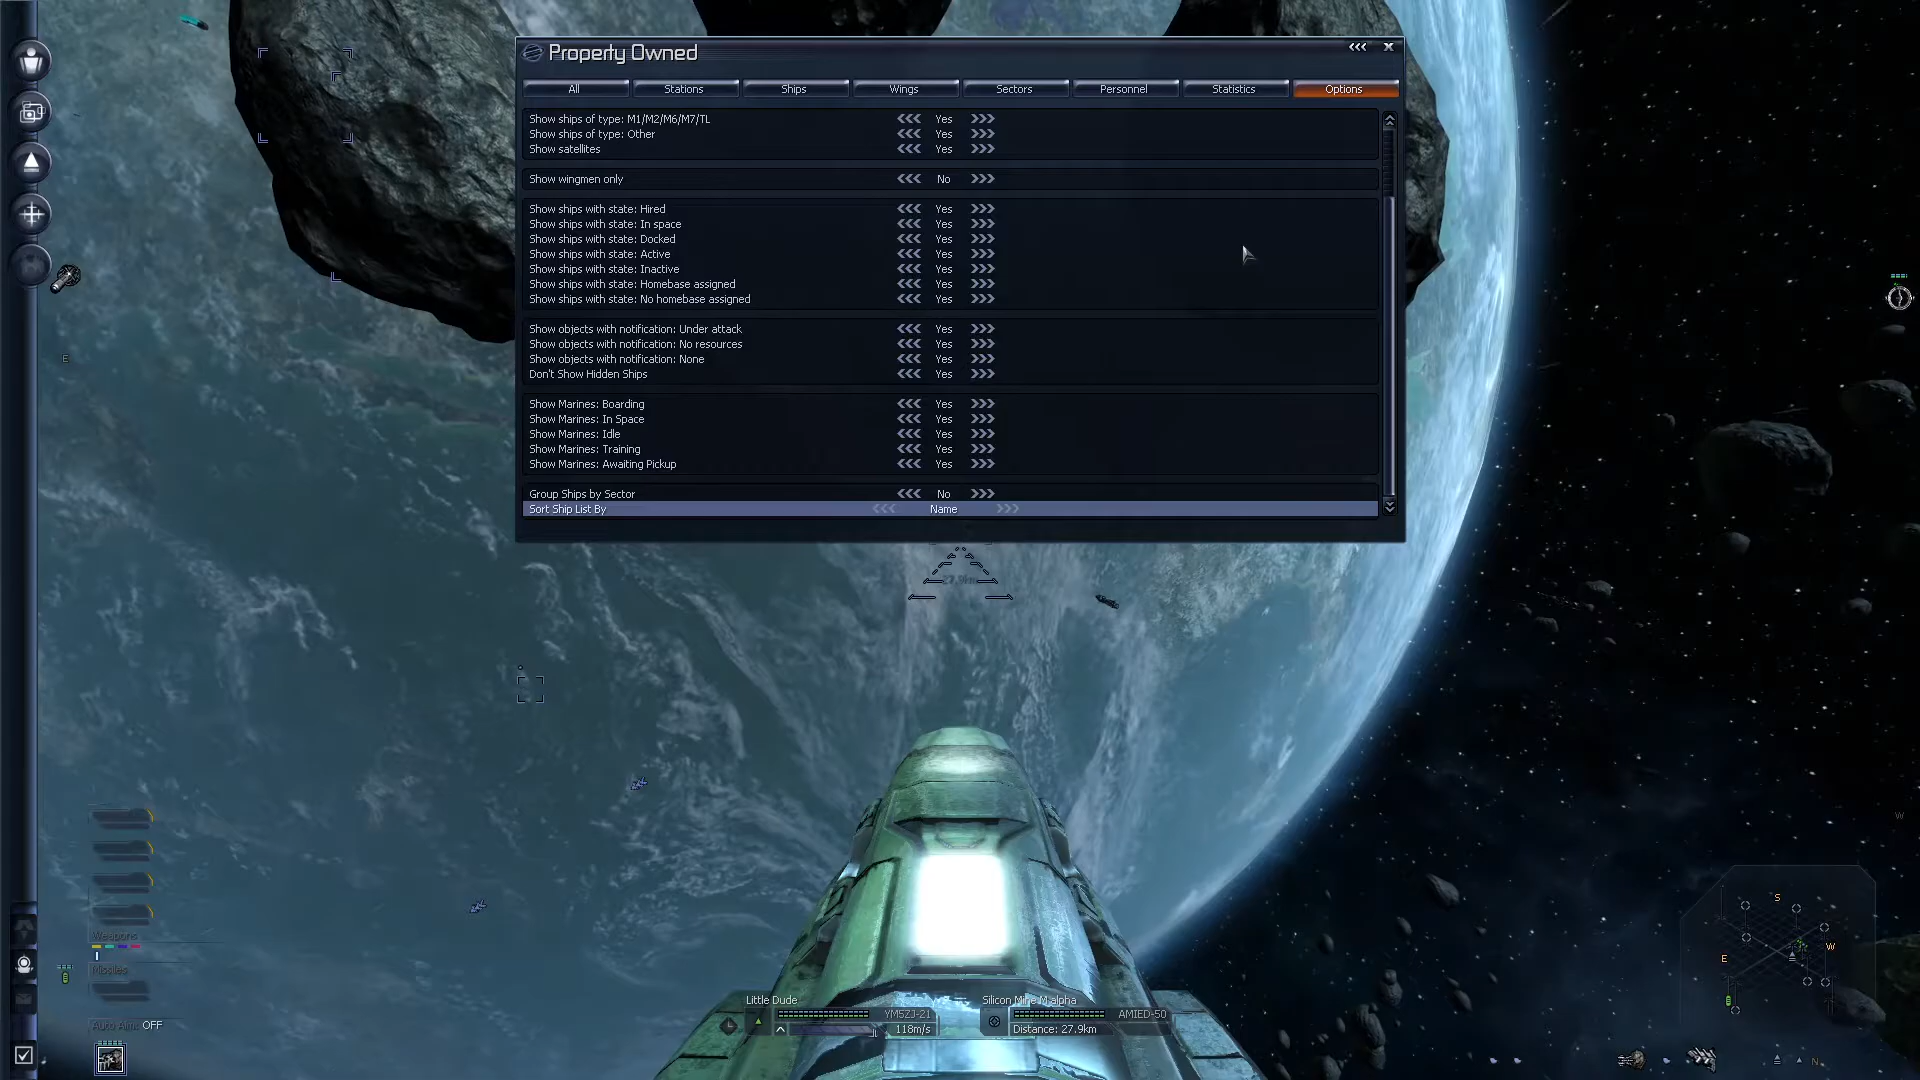 Property Owned
All Stations Ships Wings Sectors Personnel Statistics Options
Show ships of type: M1/M2/M6/M7/TL Yes
Show ships of type: Other Yes
Show satellites Yes
Show wingmen only No
Show ships with state: Hired Yes
Show ships with state: In space Yes
Show ships with state: Docked Yes
Show ships with state: Active Yes
Show ships with state: Inactive Yes
Show ships with state: Homebase assigned Yes
Show ships with state: No homebase assigned Yes
Show objects with notification: Under attack Yes
Show objects with notification: No resources Yes
Show objects with notification: None Yes
Don't Show Hidden Ships Yes
Show Marines: Boarding Yes
Show Marines: In Space Yes
Show Marines: Idle Yes
Show Marines: Training Yes
Show Marines: Awaiting Pickup Yes
Group Ships by Sector No
Sort Ship List By Name
E
27.9km
W
S
W
E
N
Weapons
Missiles
Auto Aim: OFF
Little Dude
YMSZJ-21
118m/s
Silicon Mine M alpha
AMIED-50
Distance: 27.9km